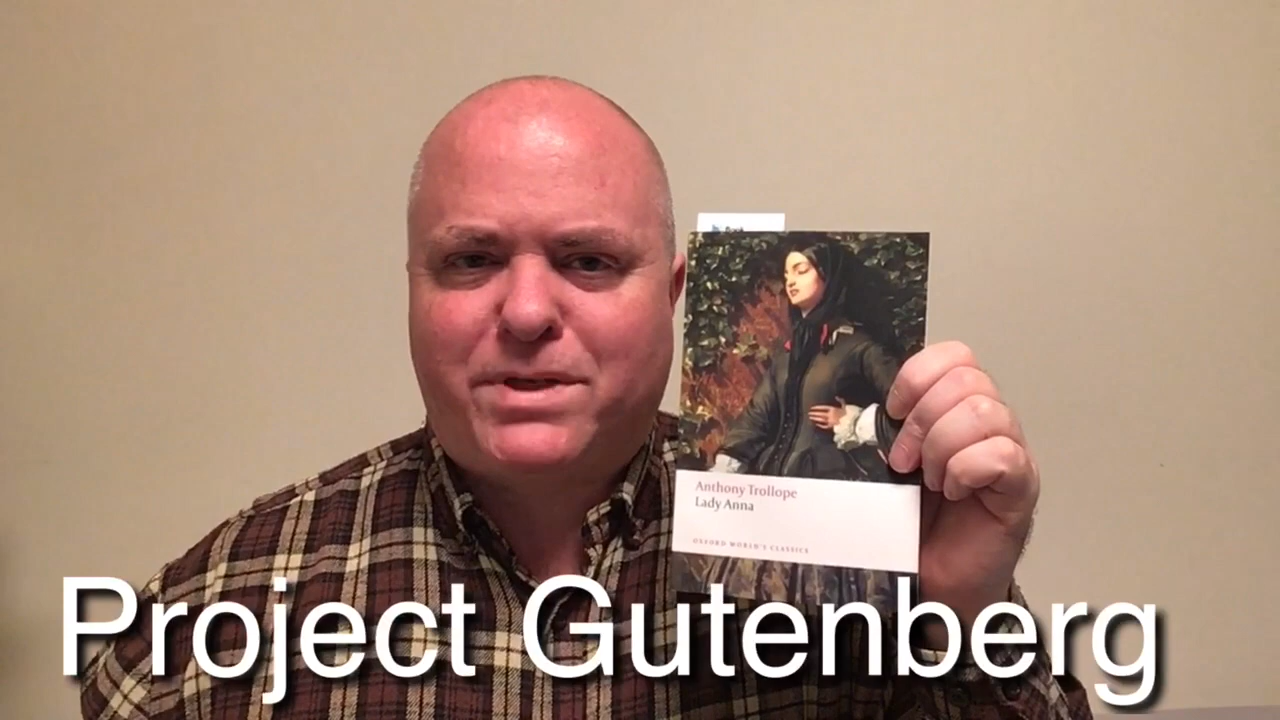 Anthony Trollope
Lady Anna
OXFORD WORLD'S CLASSICS
Project Gutenberg